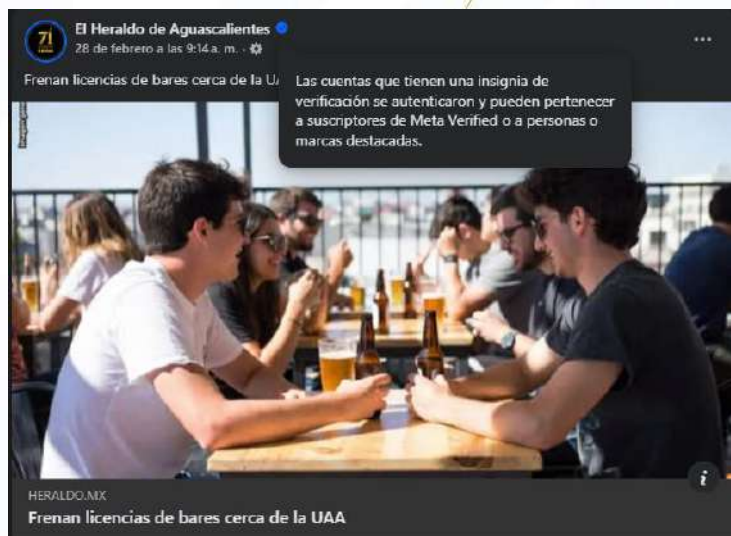 71
El Heraldo de Aguascalientes
28 de febrero a las 9:14 a. m. ·
Frenan licencias de bares cerca de la UA
Las cuentas que tienen una insignia de
verificación se autenticaron y pueden pertenecer
a suscriptores de Meta Verified o a personas o
marcas destacadas.
HERALDO.MX
Frenan licencias de bares cerca de la UAA